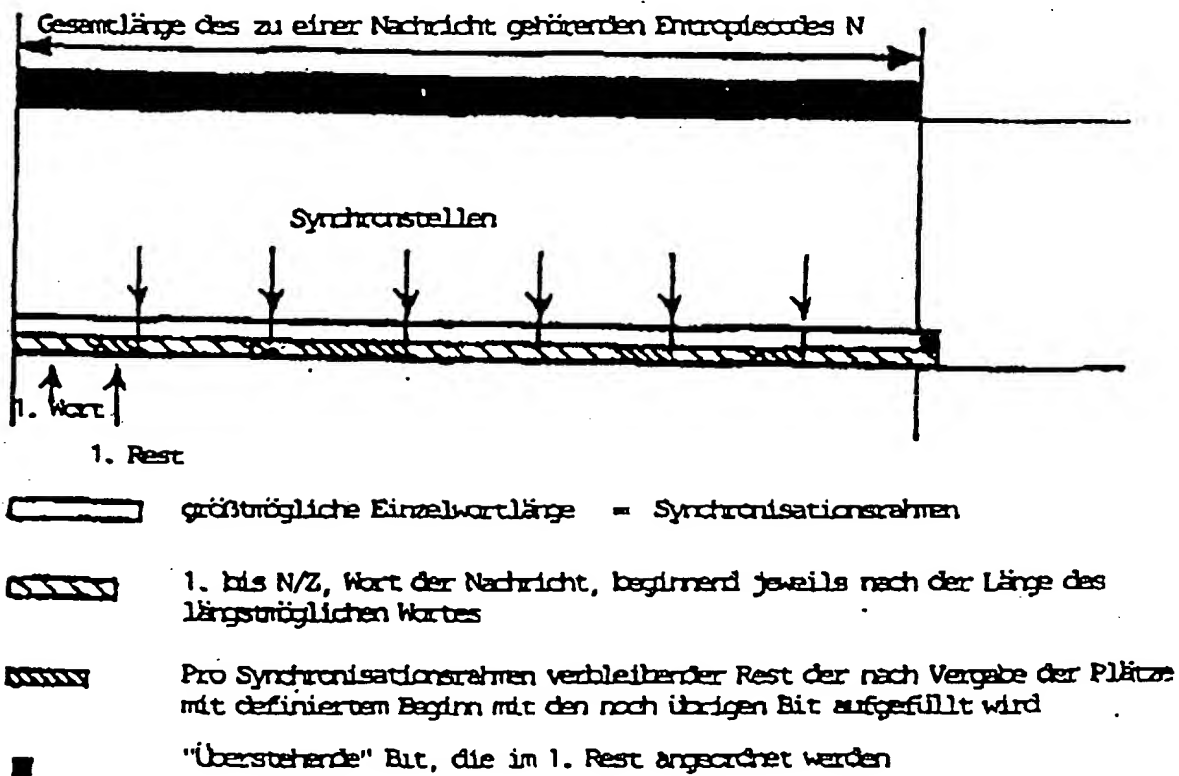 Gesamtlänge des zu einer Nachricht gehörenden Entropiecodes N
Synchronstellen
1. Wort
1. Rest
größtmögliche Einzelwortlänge = Synchronisationsrahmen
1. bis N/Z, Wort der Nachricht, beginnend jeweils nach der Länge des
längstmöglichen Wortes
Pro Synchronisationsrahmen verbleibender Rest der nach Vergabe der Plätze
mit definiertem Beginn mit den noch übrigen Bit aufgefüllt wird
"Überstehende" Bit, die im 1. Rest angeordnet werden